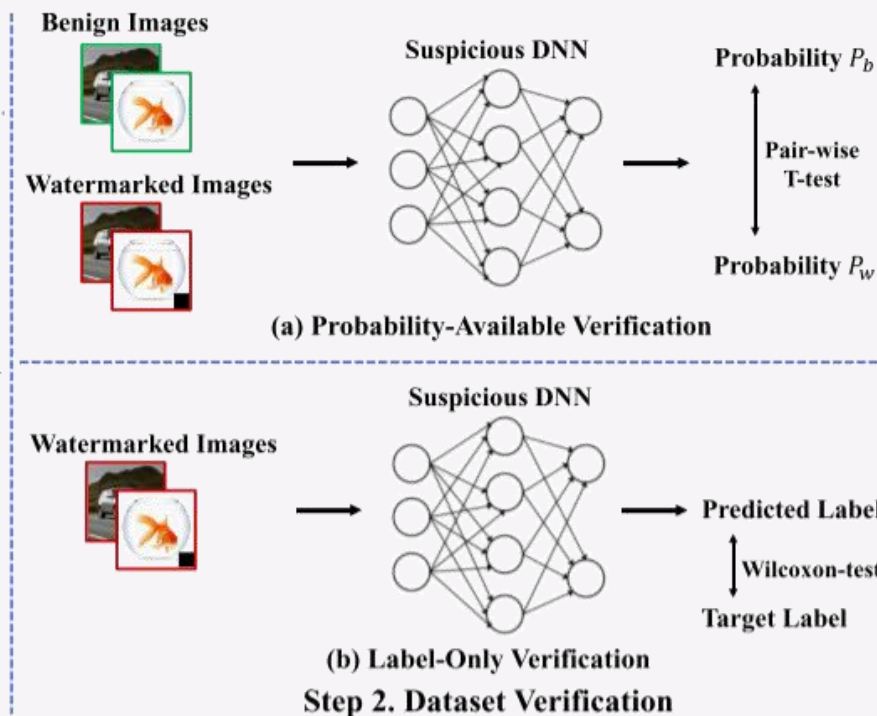 Benign Images
Suspicious DNN
Probability P_b
Pair-wise
T-test
Watermarked Images
Probability P_w
(a) Probability-Available Verification
Suspicious DNN
Watermarked Images
Predicted Label
Wilcoxon-test
Target Label
(b) Label-Only Verification
Step 2. Dataset Verification